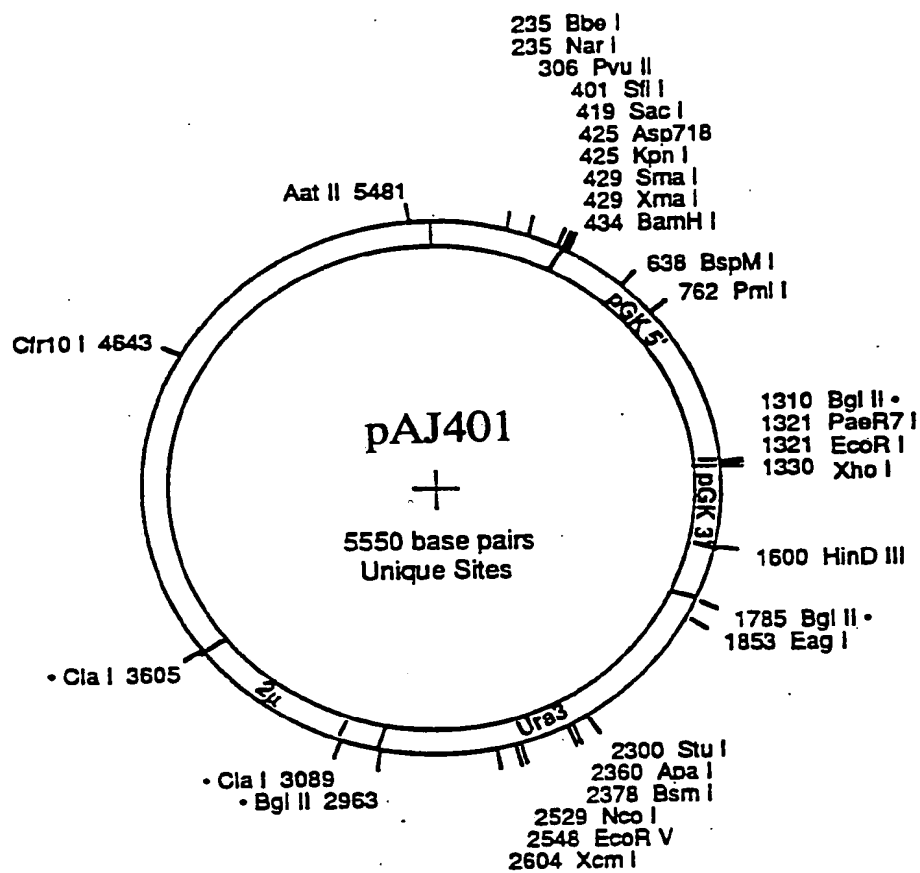 235 Bbe I
235 Nar I
306 Pvu II
401 Sfi I
419 Sac I
425 Asp718
425 Kpn I
429 Sma I
429 Xma I
434 BamH I
Aat II 5481
638 BspM I
762 Pml I
pGK 5'
Cfr10 I 4643
1310 Bgl II •
1321 PaeR7 I
1321 EcoR I
1330 Xho I
pAJ401
pGK 3'
5550 base pairs
Unique Sites
1600 HinD III
1785 Bgl II •
1853 Eag I
• Cla I 3605
2µ
Ura3
2300 Stu I
2360 Apa I
2378 Bsm I
2529 Nco I
2548 EcoR V
2604 Xcm I
• Cla I 3089
• Bgl II 2963